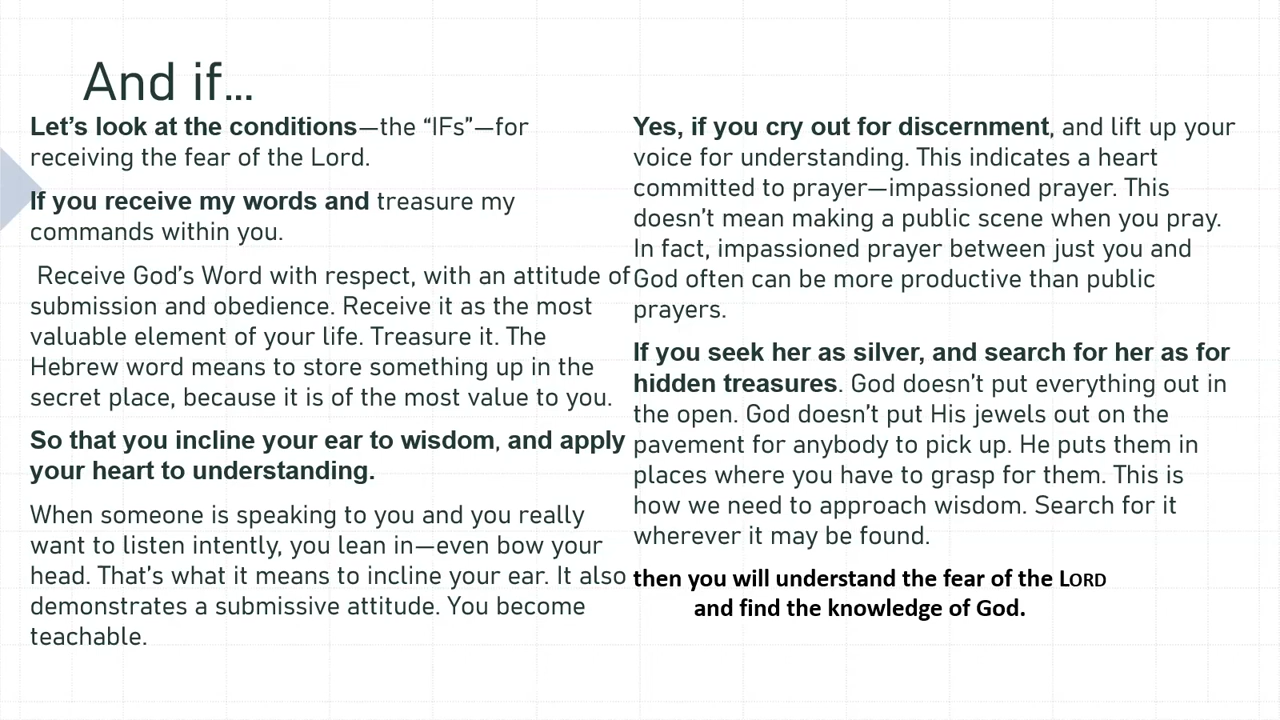 And if…
Let’s look at the conditions—the “IFs”—for
receiving the fear of the Lord.
If you receive my words and treasure my
commands within you.
Receive God’s Word with respect, with an attitude of
submission and obedience. Receive it as the most
valuable element of your life. Treasure it. The
Hebrew word means to store something up in the
secret place, because it is of the most value to you.
So that you incline your ear to wisdom, and apply
your heart to understanding.
When someone is speaking to you and you really
want to listen intently, you lean in—even bow your
head. That’s what it means to incline your ear. It also
demonstrates a submissive attitude. You become
teachable.
Yes, if you cry out for discernment, and lift up your
voice for understanding. This indicates a heart
committed to prayer—impassioned prayer. This
doesn’t mean making a public scene when you pray.
In fact, impassioned prayer between just you and
God often can be more productive than public
prayers.
If you seek her as silver, and search for her as for
hidden treasures. God doesn’t put everything out in
the open. God doesn’t put His jewels out on the
pavement for anybody to pick up. He puts them in
places where you have to grasp for them. This is
how we need to approach wisdom. Search for it
wherever it may be found.
then you will understand the fear of the LORD
and find the knowledge of God.